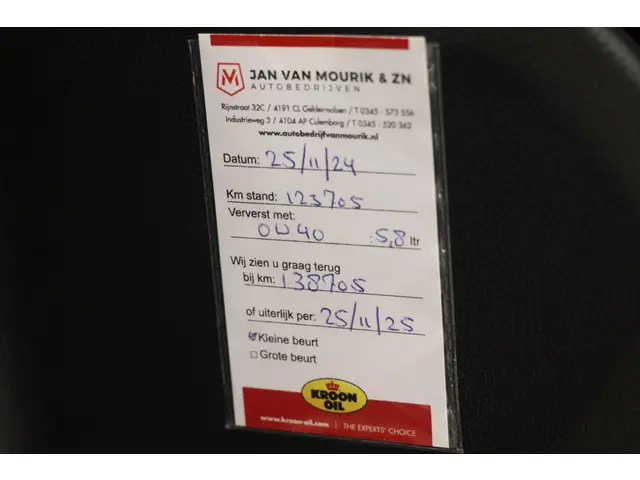 JAN VAN MOURIK & ZN
AUTOBEDRIJVEN
Rijnstraat 32C / 4191 CL Geldermalsen / T 0345 - 573 556
Industrieweg 3 / 4104 AP Culemborg / T 0345 - 520 362
www.autobedrijfvanmourik.nl
Datum: 25/11/24
Km stand: 123705
Ververst met:
0W40 : 5,8 ltr
Wij zien u graag terug
bij km: 138705
of uiterlijk per: 25/11/25
Kleine beurt
Grote beurt
KROON
OIL
www.kroon-oil.com | THE EXPERTS' CHOICE